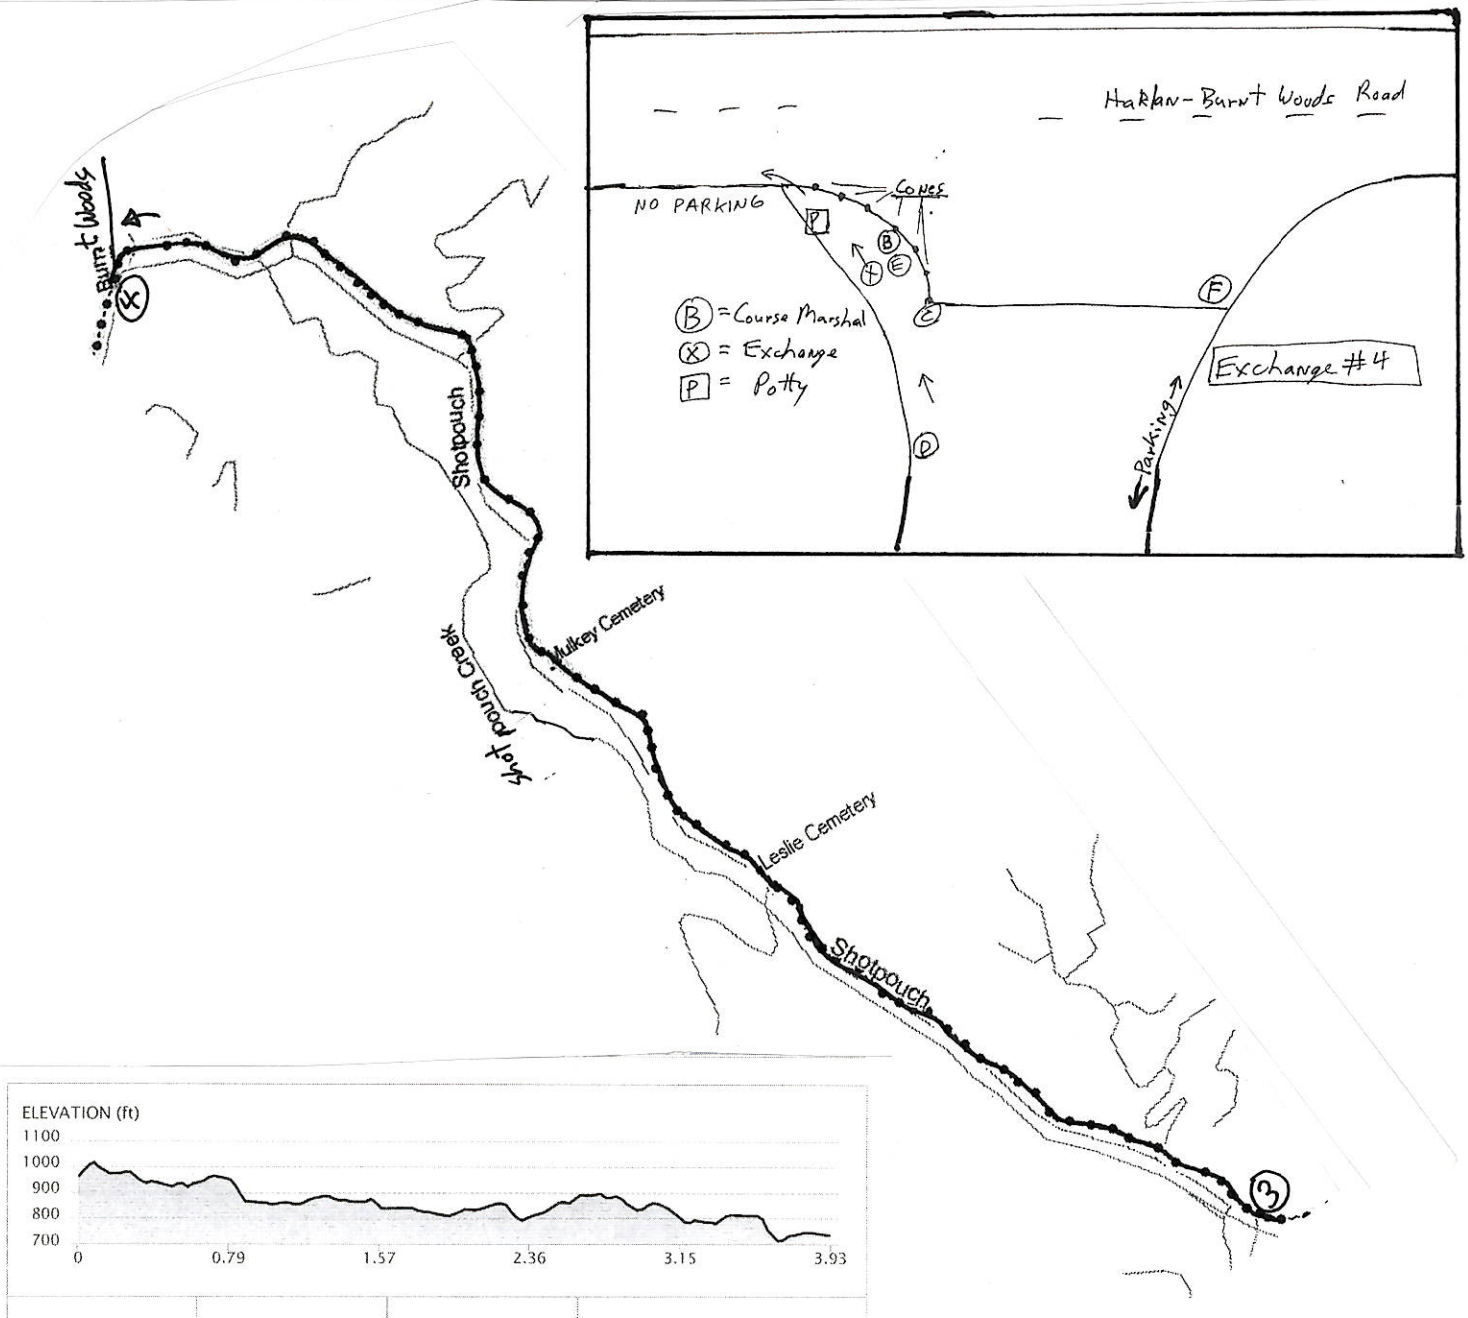 Harlan-Burnt Woods Road
Cones
NO PARKING
P
B
E
X
F
C
B = Course Marshal
X = Exchange
P = Potty
Exchange #4
D
Parking
Burnt Woods
4
Shotpouch
Mulkey Cemetery
Shot pouch Creek
Leslie Cemetery
Shotpouch
3
ELEVATION (ft)
1100
1000
900
800
700
0 0.79 1.57 2.36 3.15 3.93